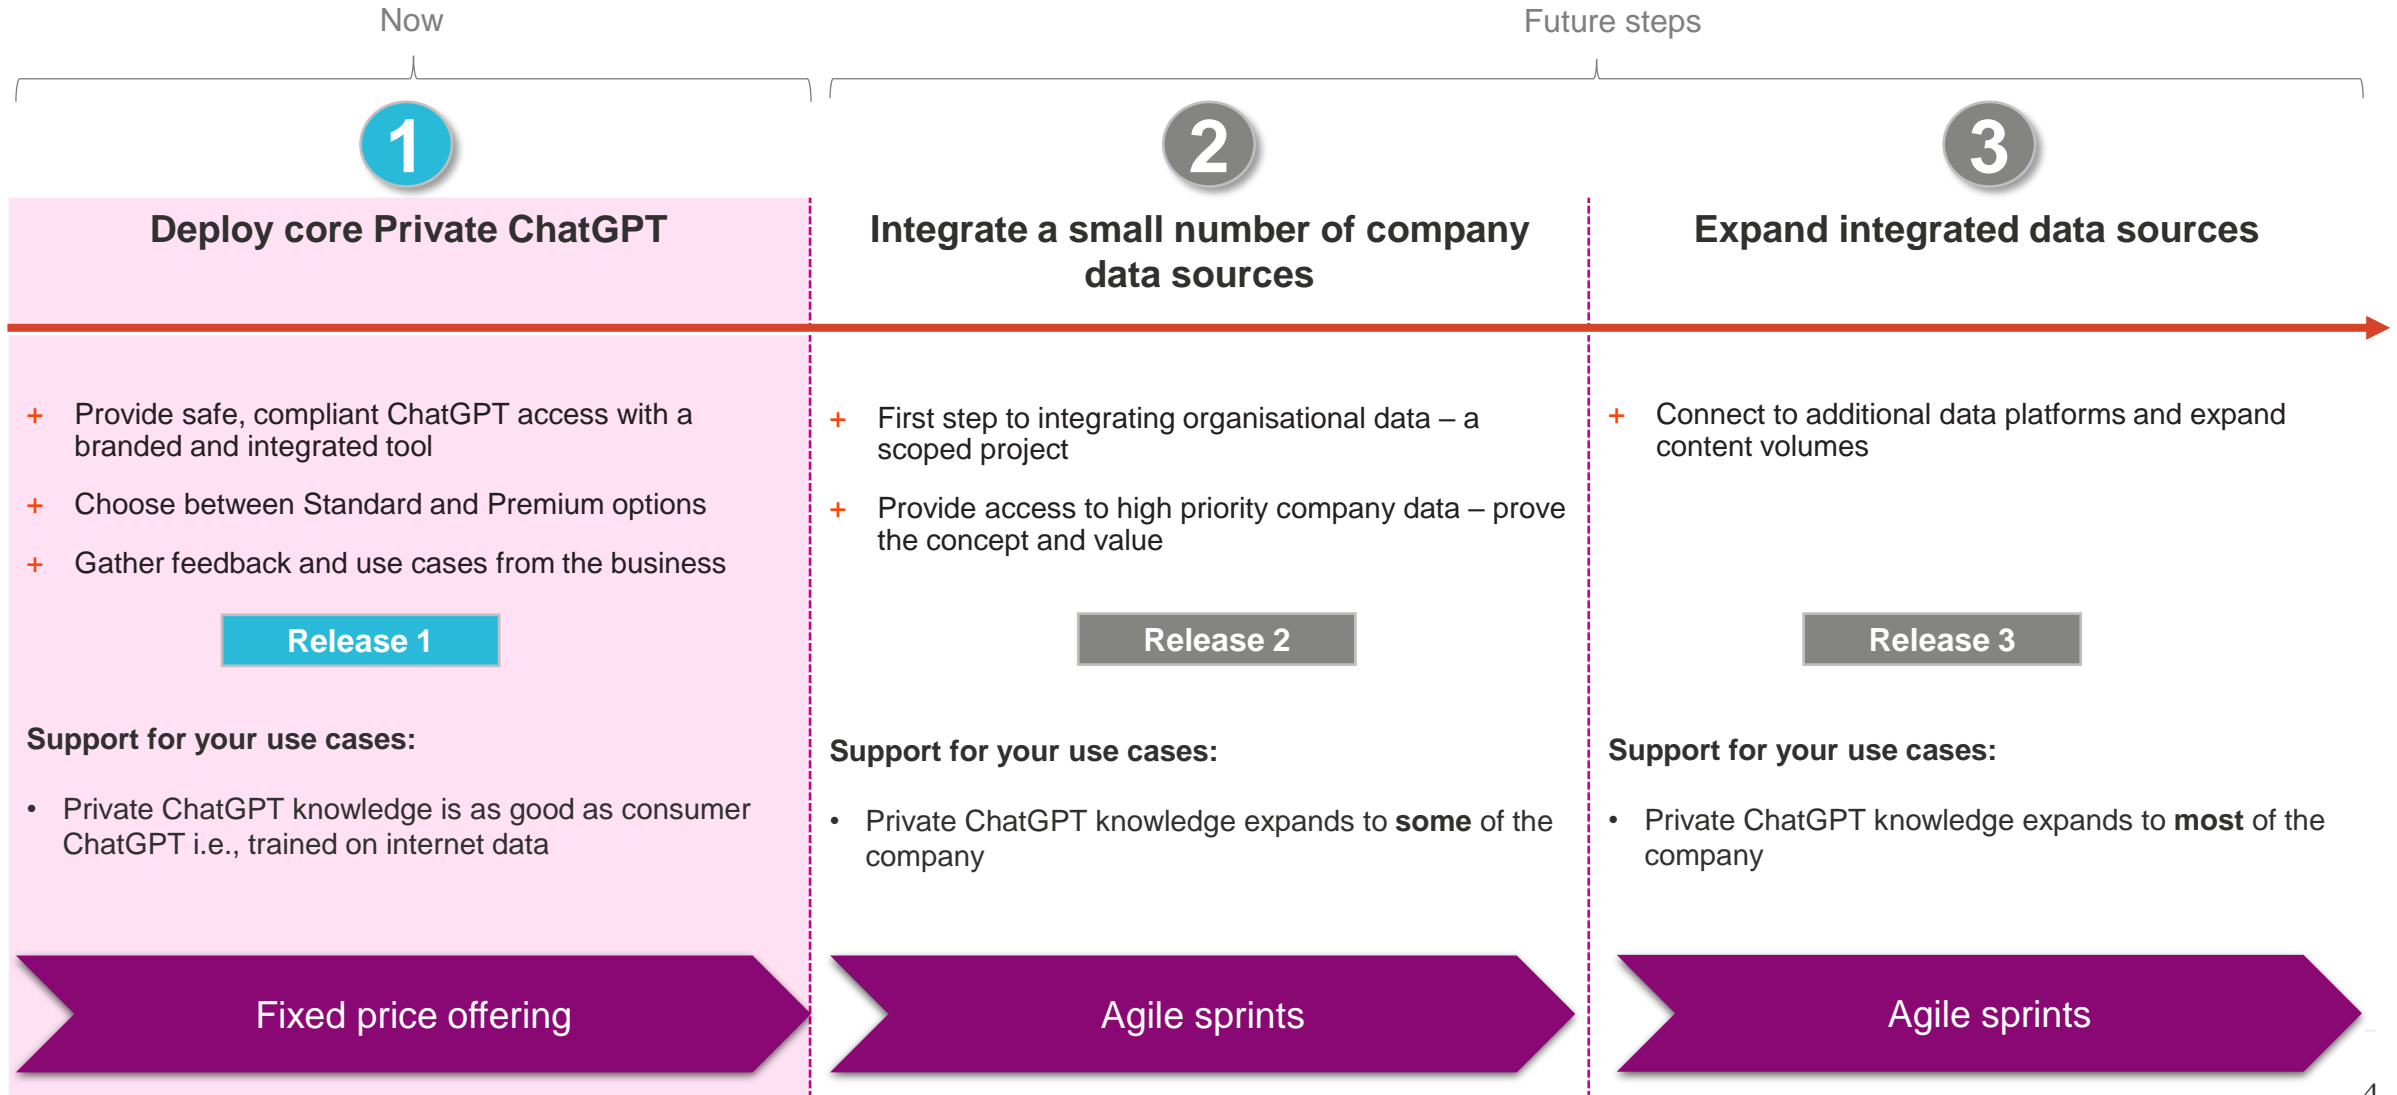 Now
Future steps
1
2
3
Deploy core Private ChatGPT
Integrate a small number of company
data sources
Expand integrated data sources
+ Provide safe, compliant ChatGPT access with a
branded and integrated tool
+ Choose between Standard and Premium options
+ Gather feedback and use cases from the business
Release 1
Support for your use cases:
• Private ChatGPT knowledge is as good as consumer
ChatGPT i.e., trained on internet data
Fixed price offering
+ First step to integrating organisational data – a
scoped project
+ Provide access to high priority company data – prove
the concept and value
Release 2
Support for your use cases:
• Private ChatGPT knowledge expands to some of the
company
Agile sprints
+ Connect to additional data platforms and expand
content volumes
Release 3
Support for your use cases:
• Private ChatGPT knowledge expands to most of the
company
Agile sprints
4